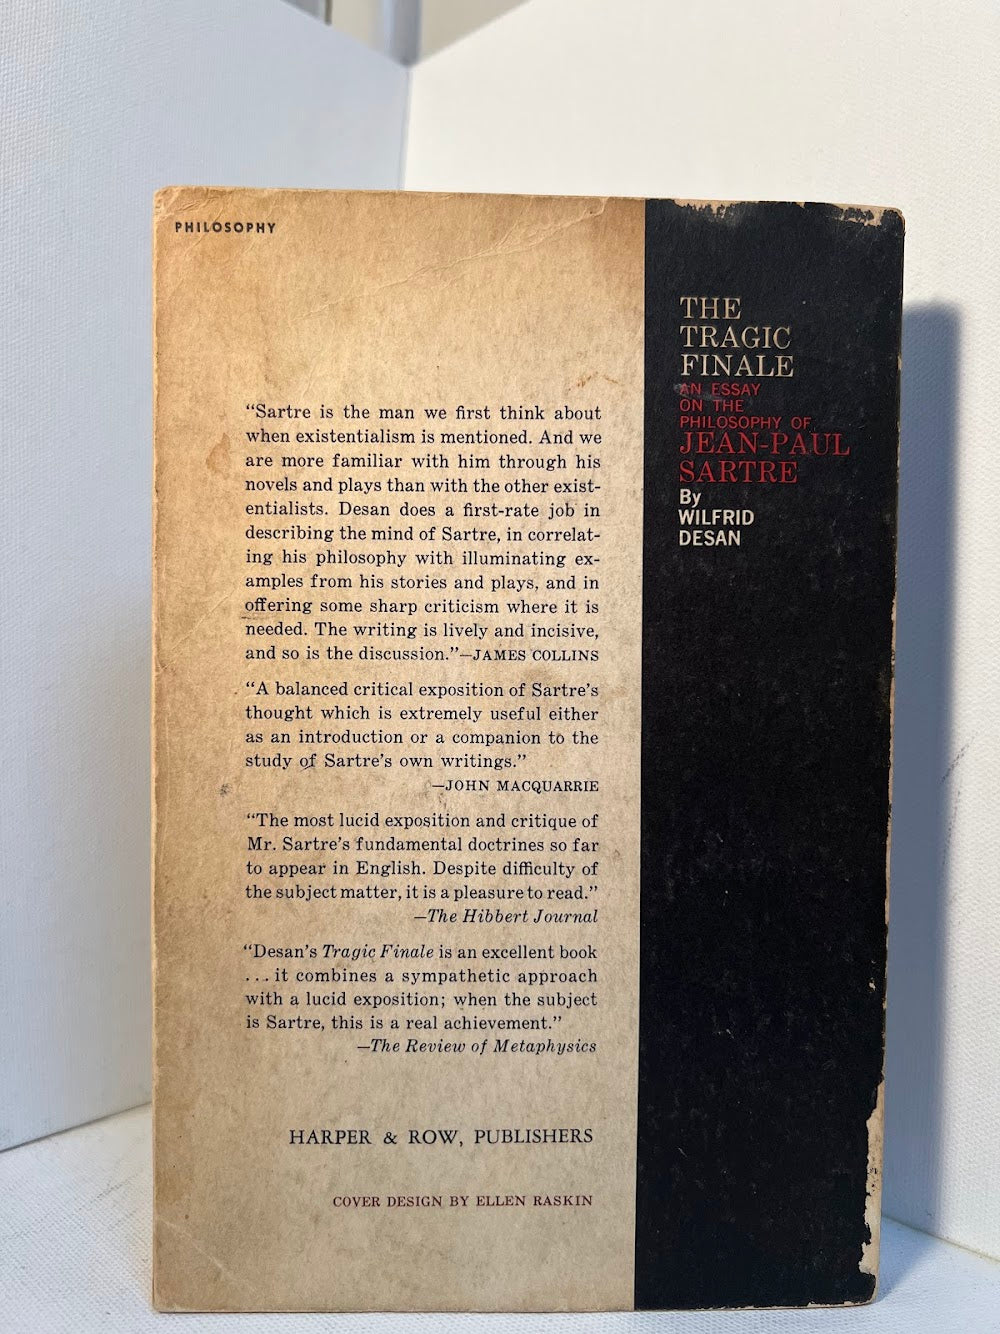 PHILOSOPHY
"Sartre is the man we first think about
when existentialism is mentioned. And we
are more familiar with him through his
novels and plays than with the other exist-
entialists. Desan does a first-rate job in
describing the mind of Sartre, in correlat-
ing his philosophy with illuminating ex-
amples from his stories and plays, and in
offering some sharp criticism where it is
needed. The writing is lively and incisive,
and so is the discussion."—JAMES COLLINS
"A balanced critical exposition of Sartre's
thought which is extremely useful either
as an introduction or a companion to the
study of Sartre's own writings."
—JOHN MACQUARRIE
"The most lucid exposition and critique of
Mr. Sartre's fundamental doctrines so far
to appear in English. Despite difficulty of
the subject matter, it is a pleasure to read."
—The Hibbert Journal
"Desan's Tragic Finale is an excellent book
. . . it combines a sympathetic approach
with a lucid exposition; when the subject
is Sartre, this is a real achievement."
—The Review of Metaphysics
HARPER & ROW, PUBLISHERS
COVER DESIGN BY ELLEN RASKIN
THE
TRAGIC
FINALE
AN ESSAY
ON THE
PHILOSOPHY OF
JEAN-PAUL
SARTRE
By
WILFRID
DESAN